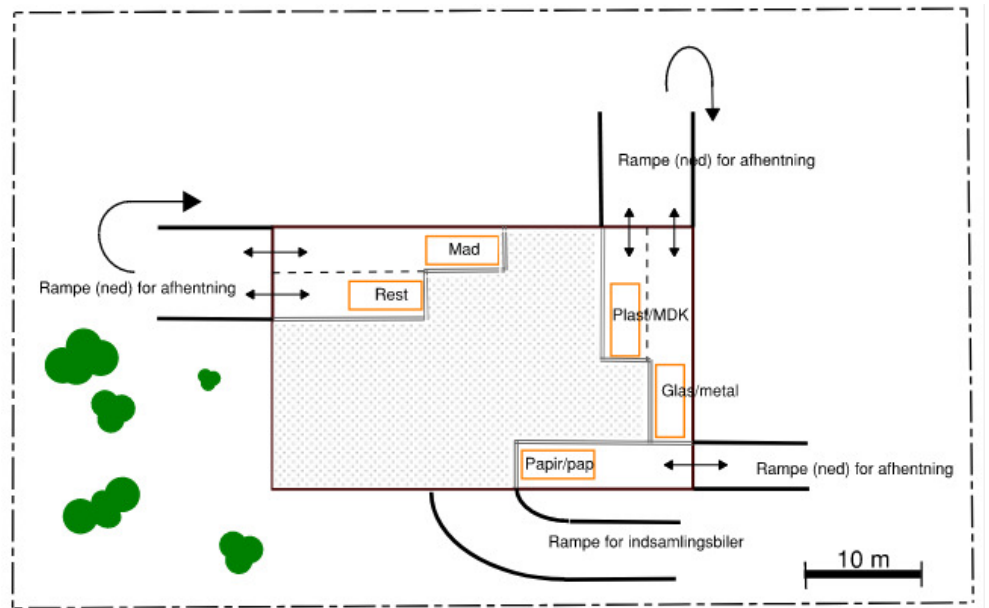 Rampe (ned) for afhentning
Mad
Rampe (ned) for afhentning
Rest
Plast/MDK
Glas/metal
Papir/pap
Rampe (ned) for afhentning
Rampe for indsamlingsbiler
10 m